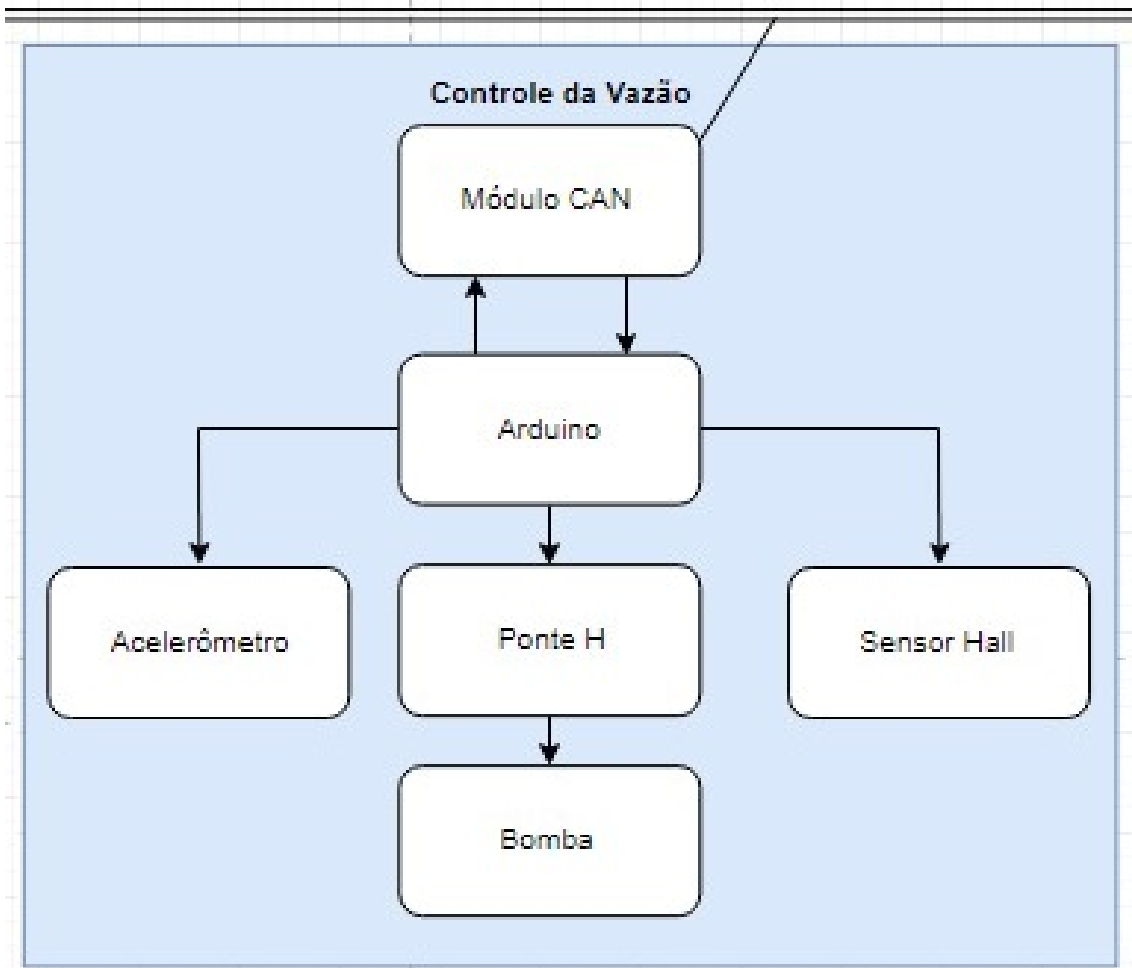 Controle da Vazão
Módulo CAN
Arduino
Acelerômetro
Ponte H
Sensor Hall
Bomba